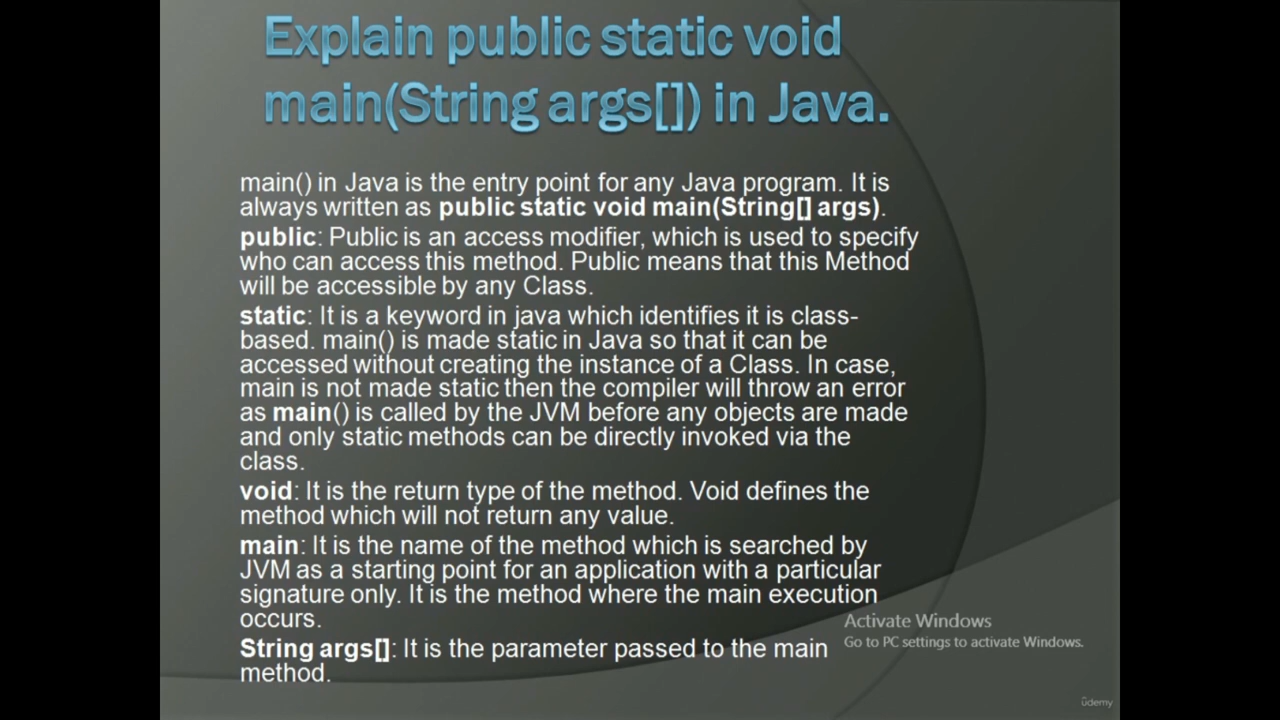 Explain public static void
main(String args[]) in Java.
main() in Java is the entry point for any Java program. It is
always written as public static void main(String[] args).
public: Public is an access modifier, which is used to specify
who can access this method. Public means that this Method
will be accessible by any Class.
static: It is a keyword in java which identifies it is class-
based. main() is made static in Java so that it can be
accessed without creating the instance of a Class. In case,
main is not made static then the compiler will throw an error
as main() is called by the JVM before any objects are made
and only static methods can be directly invoked via the
class.
void: It is the return type of the method. Void defines the
method which will not return any value.
main: It is the name of the method which is searched by
JVM as a starting point for an application with a particular
signature only. It is the method where the main execution
occurs.
String args[]: It is the parameter passed to the main
method.
Activate Windows
Go to PC settings to activate Windows.
ûdemy